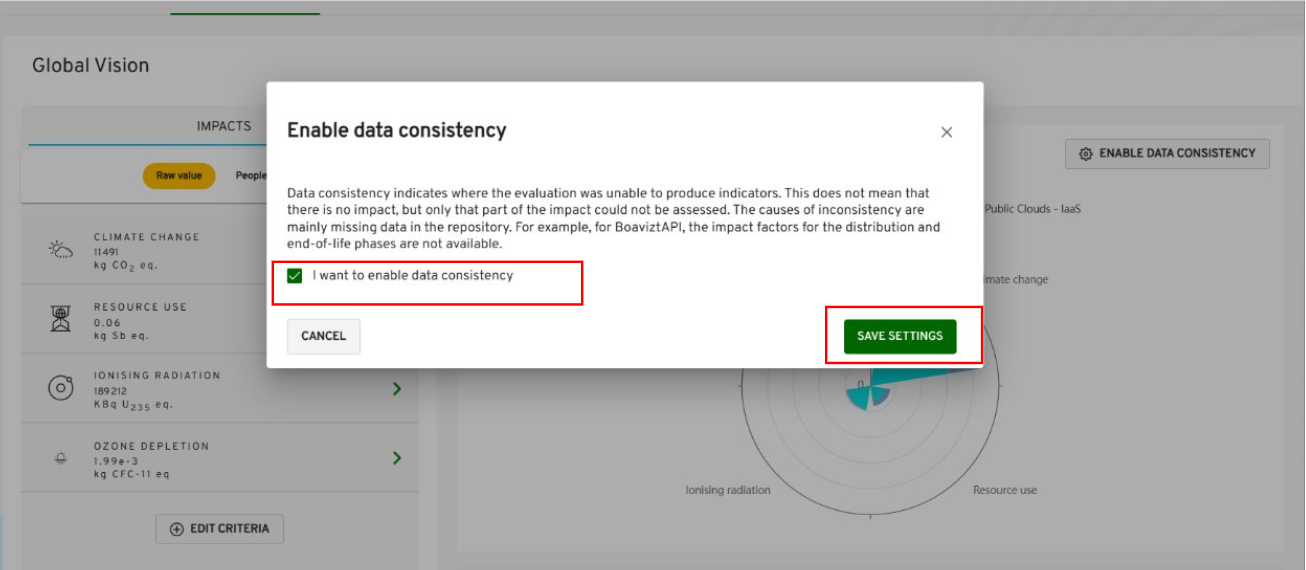 Global Vision
IMPACTS
Raw value
People
CLIMATE CHANGE
11491
kg CO2 eq.
RESOURCE USE
0.06
kg Sb eq.
IONISING RADIATION
189212
KBq U235 eq.
OZONE DEPLETION
1.99e-3
kg CFC-11 eq
EDIT CRITERIA
Enable data consistency
Data consistency indicates where the evaluation was unable to produce indicators. This does not mean that
there is no impact, but only that part of the impact could not be assessed. The causes of inconsistency are
mainly missing data in the repository. For example, for BoaviztAPI, the impact factors for the distribution and
end-of-life phases are not available.
I want to enable data consistency
CANCEL
SAVE SETTINGS
ENABLE DATA CONSISTENCY
Public Clouds - IaaS
imate change
0
Ionising radiation
Resource use